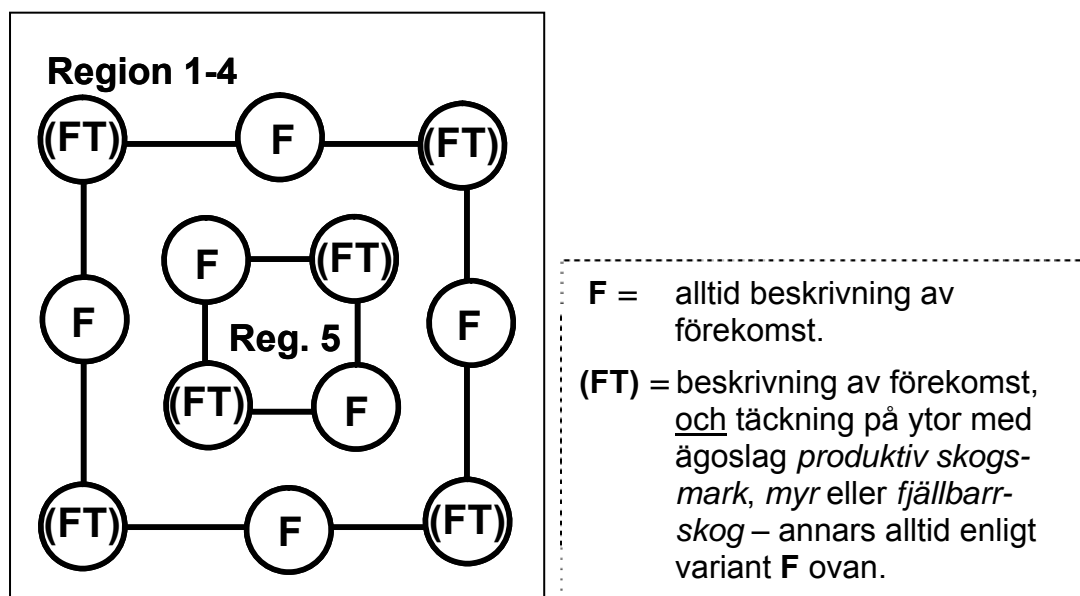 Region 1-4
(FT) F (FT)
F (FT)
F Reg. 5 F
(FT) F
(FT) F (FT)
F = alltid beskrivning av
förekomst.
(FT) = beskrivning av förekomst,
och täckning på ytor med
ägoslag produktiv skogs-
mark, myr eller fjällbarr-
skog – annars alltid enligt
variant F ovan.